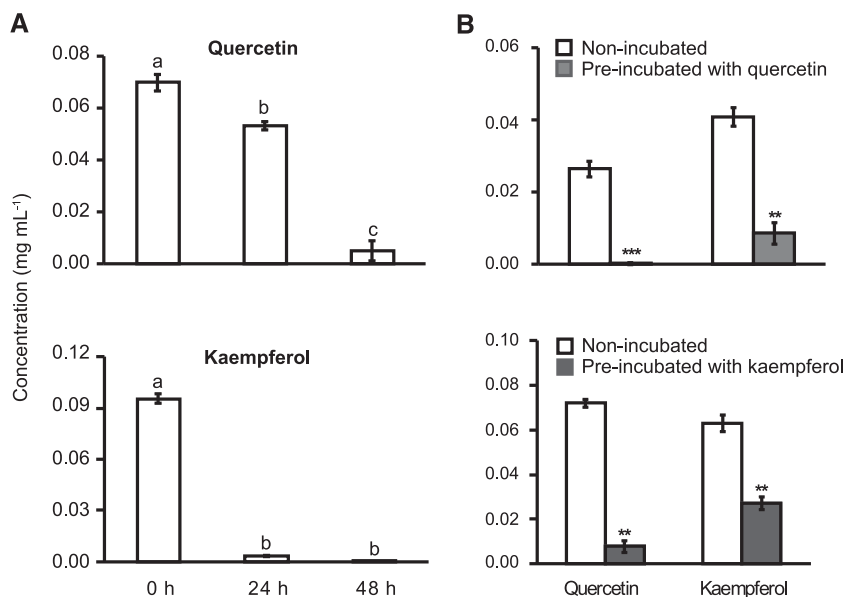 A
Quercetin
0.08
0.06
0.04
0.02
0.00
a
b
c
Concentration (mg mL⁻¹)
Kaempferol
0.12
0.09
0.06
0.03
0.00
a
b
b
0 h 24 h 48 h
B
0.06
0.04
0.02
0.00
Non-incubated
Pre-incubated with quercetin
***
**
0.10
0.08
0.06
0.04
0.02
0.00
Non-incubated
Pre-incubated with kaempferol
**
**
Quercetin Kaempferol